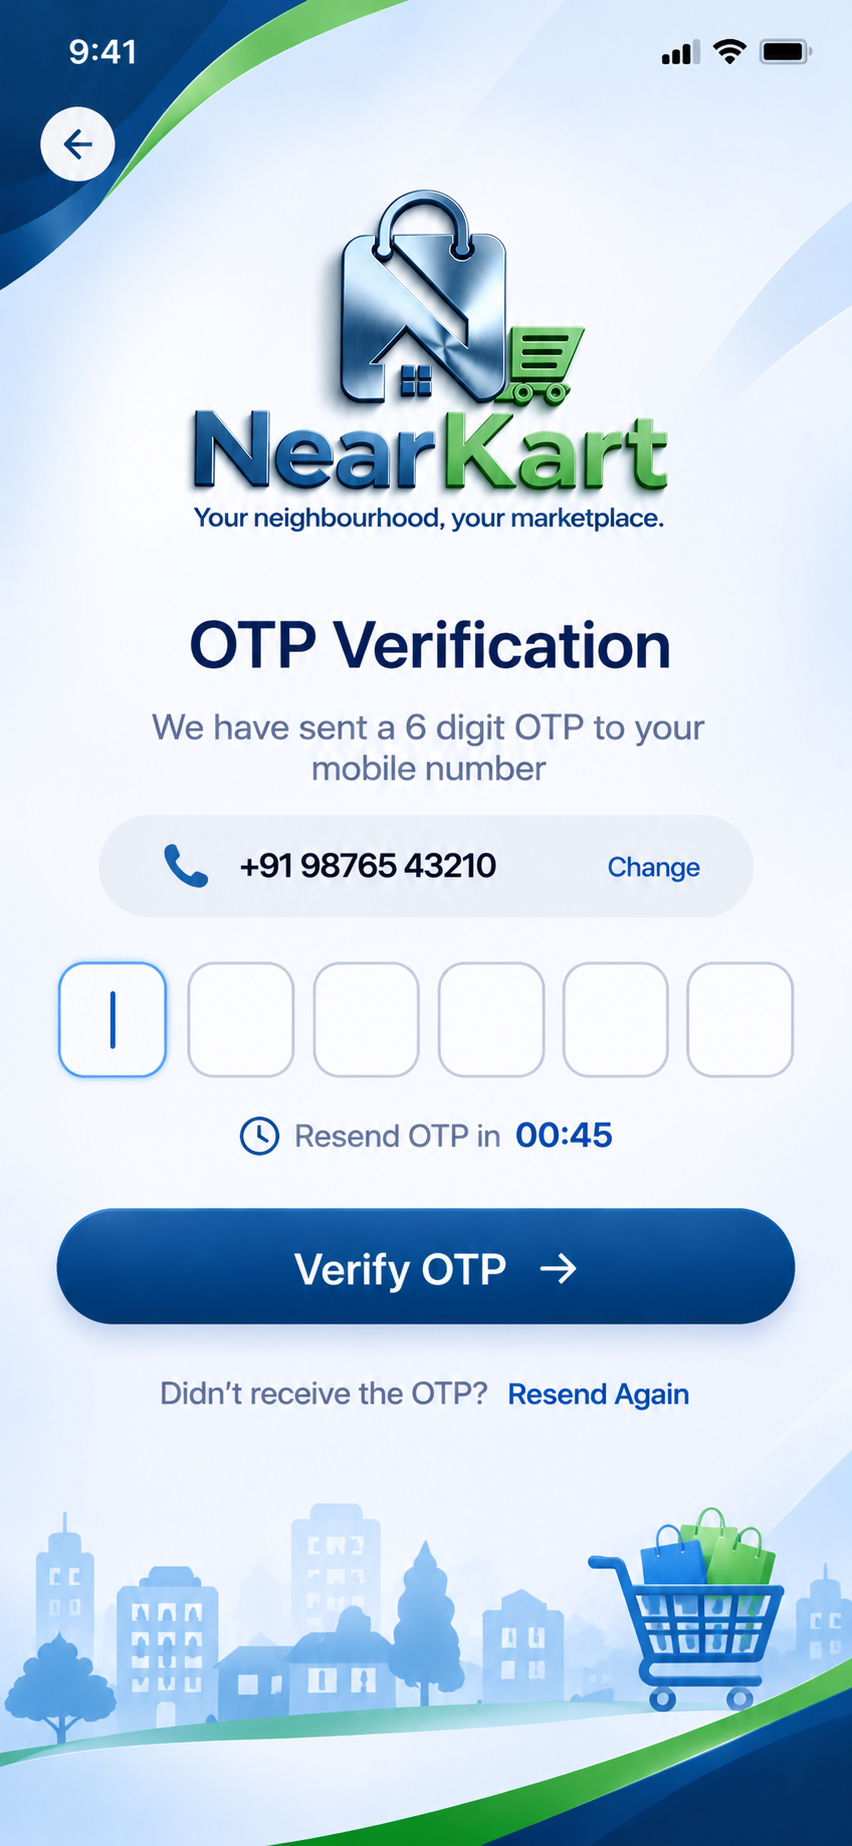 9:41
NearKart
Your neighbourhood, your marketplace.
OTP Verification
We have sent a 6 digit OTP to your
mobile number
+91 98765 43210 Change
Resend OTP in 00:45
Verify OTP →
Didn't receive the OTP? Resend Again